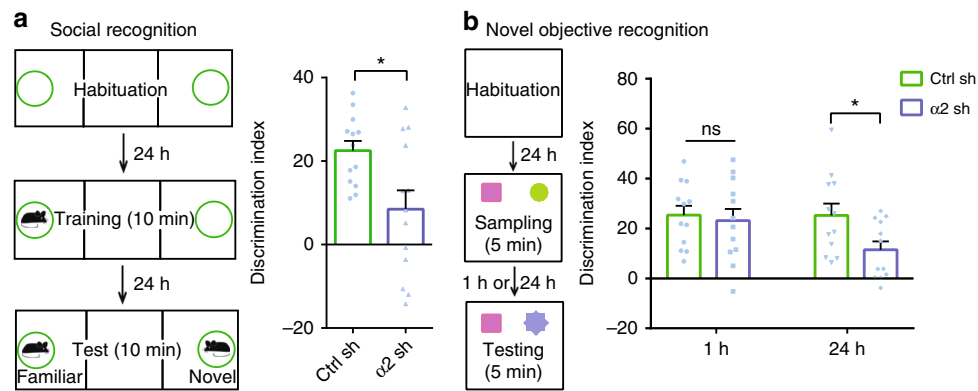 a
Social recognition
Habituation
24 h
Training (10 min)
24 h
Test (10 min)
Familiar
Novel
Discrimination index
40
20
0
–20
*
Ctrl sh
α2 sh
b
Novel objective recognition
Habituation
24 h
Sampling
(5 min)
1 h or 24 h
Testing
(5 min)
Discrimination index
80
60
40
20
0
–20
ns
*
1 h
24 h
Ctrl sh
α2 sh